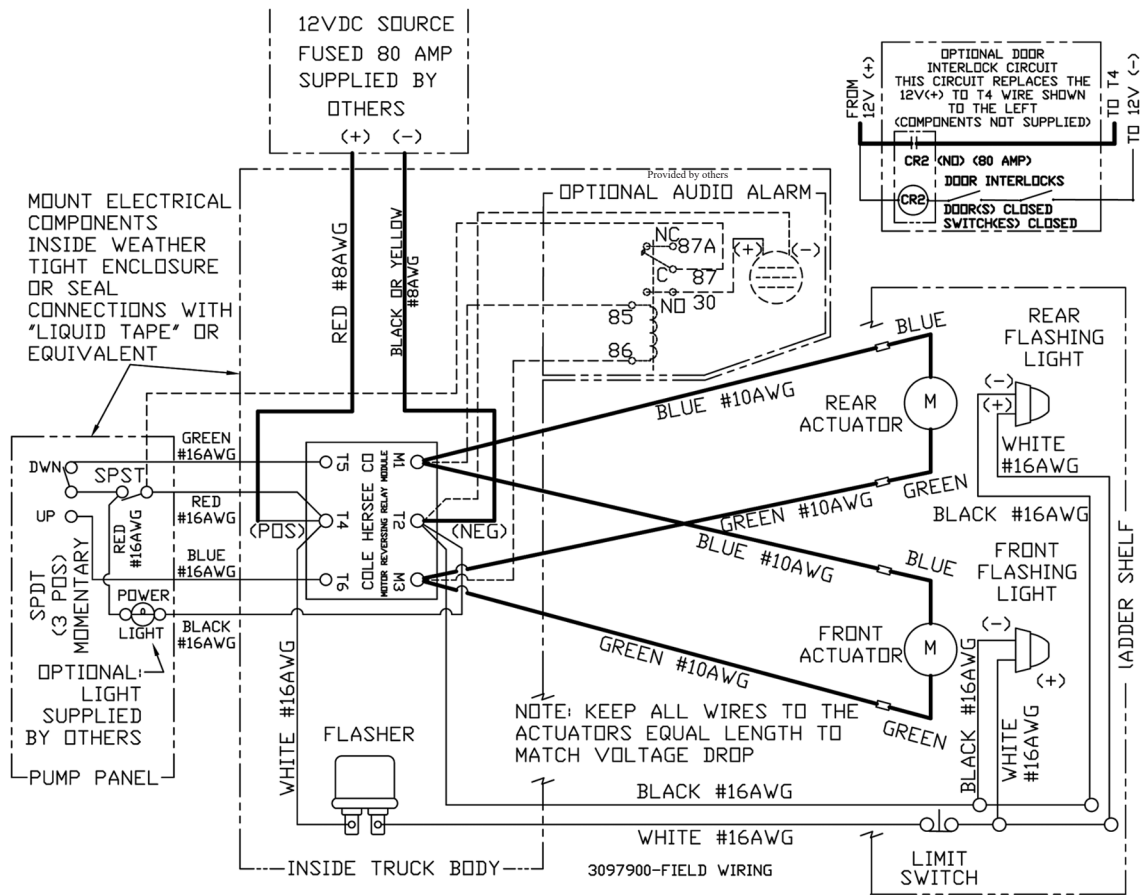 12VDC SOURCE
FUSED 80 AMP
SUPPLIED BY
OTHERS
(+) (-)
OPTIONAL DOOR
INTERLOCK CIRCUIT
THIS CIRCUIT REPLACES THE
12V(+) TO T4 WIRE SHOWN
TO THE LEFT
(COMPONENTS NOT SUPPLIED)
FROM
12V (+)
TO T4
TO 12V (-)
CR2 (NO) (80 AMP)
DOOR INTERLOCKS
CR2
DOOR(S) CLOSED
SWITCH(ES) CLOSED
MOUNT ELECTRICAL
COMPONENTS
INSIDE WEATHER
TIGHT ENCLOSURE
OR SEAL
CONNECTIONS WITH
"LIQUID TAPE" OR
EQUIVALENT
RED #8AWG
BLACK OR YELLOW
#8AWG
Provided by others
OPTIONAL AUDIO ALARM
NC
87A
C
87
NO 30
(+)
(-)
85
86
BLUE
BLUE #10AWG
REAR
ACTUATOR
M
GREEN
GREEN #10AWG
BLUE #10AWG
BLUE
FRONT
ACTUATOR
M
GREEN
GREEN #10AWG
REAR
FLASHING
LIGHT
(-)
(+)
WHITE
#16AWG
BLACK #16AWG
FRONT
FLASHING
LIGHT
(-)
(+)
BLACK #16AWG
WHITE
#16AWG
LADDER SHELF
GREEN
#16AWG
DWN
SPST
RED
#16AWG
UP
RED
#16AWG
BLUE
#16AWG
SPDT
(3 POS)
MOMENTARY
POWER
LIGHT
BLACK
#16AWG
OPTIONAL:
LIGHT
SUPPLIED
BY OTHERS
PUMP PANEL
(POS)
(NEG)
T5
T4
T6
COLE HERSEE CO
MOTOR REVERSING RELAY MODULE
M1
T2
M3
WHITE #16AWG
FLASHER
NOTE: KEEP ALL WIRES TO THE
ACTUATORS EQUAL LENGTH TO
MATCH VOLTAGE DROP
BLACK #16AWG
WHITE #16AWG
LIMIT
SWITCH
INSIDE TRUCK BODY
3097900-FIELD WIRING